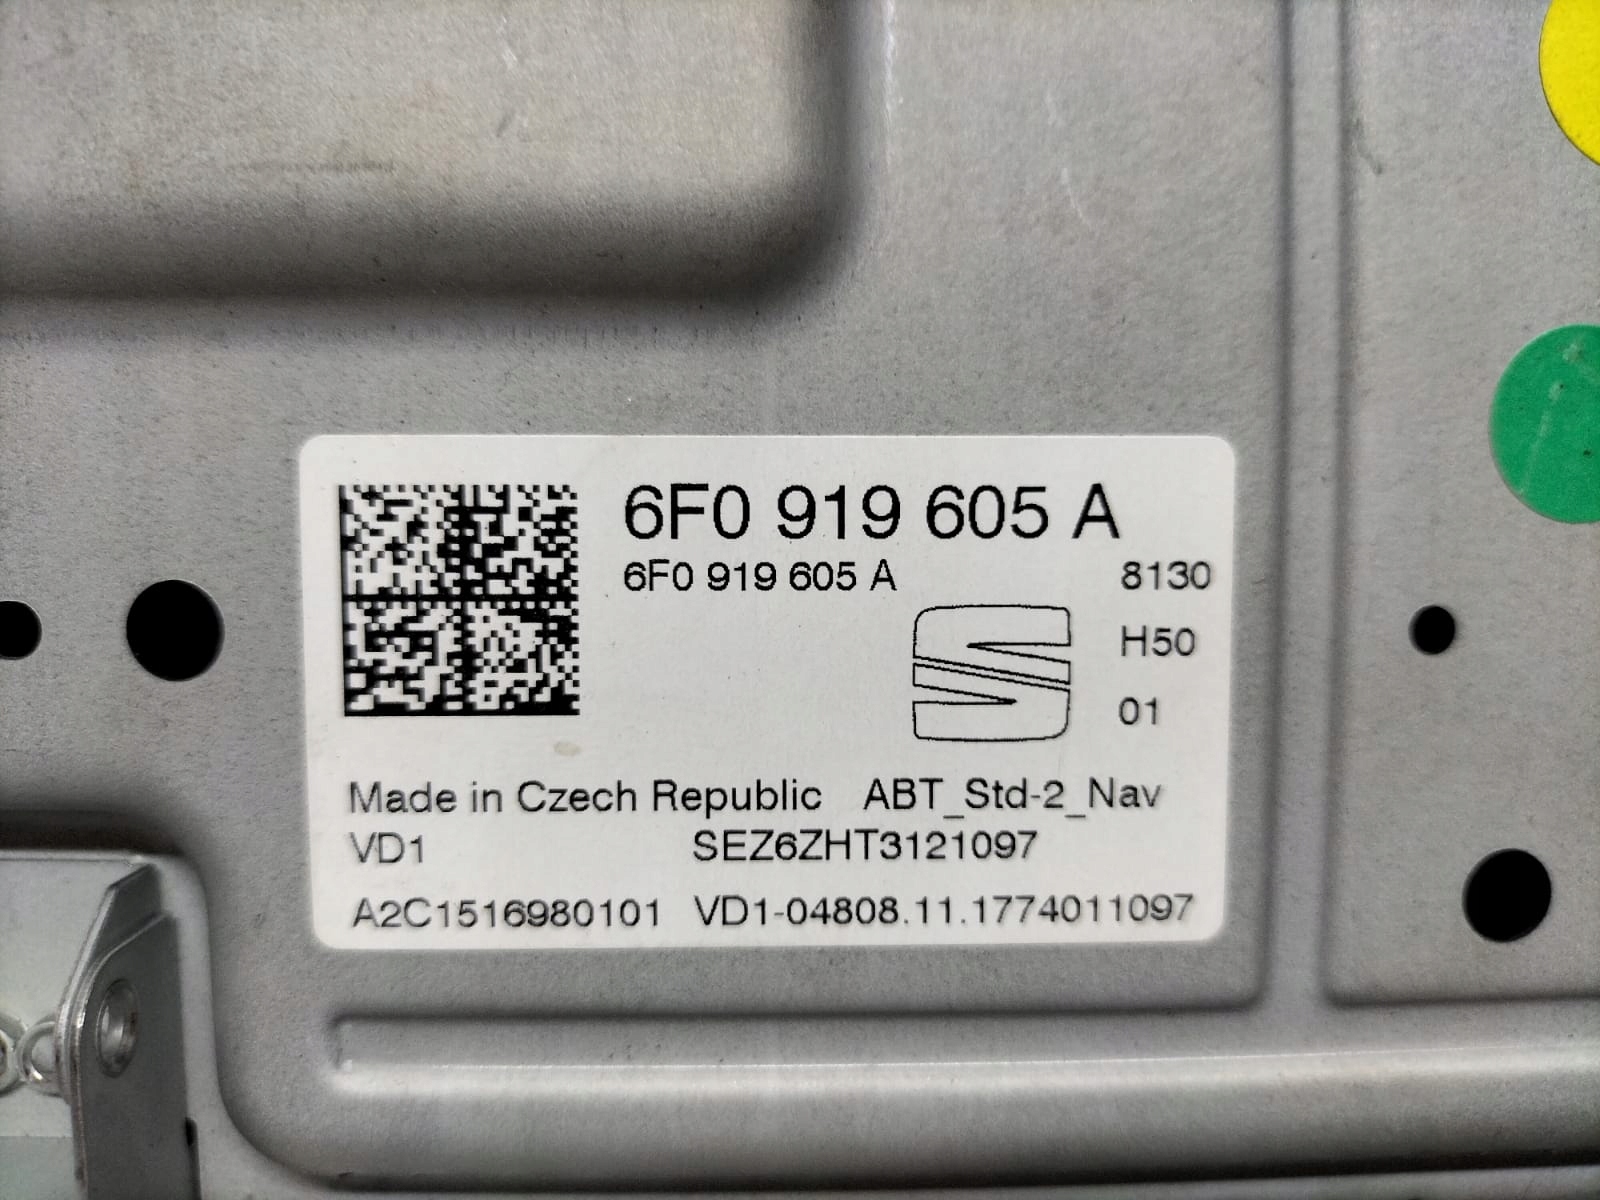 6F0 919 605 A
6F0 919 605 A 8130
H50
01
Made in Czech Republic ABT_Std-2_Nav
VD1 SEZ6ZHT3121097
A2C1516980101 VD1-04808.11.1774011097